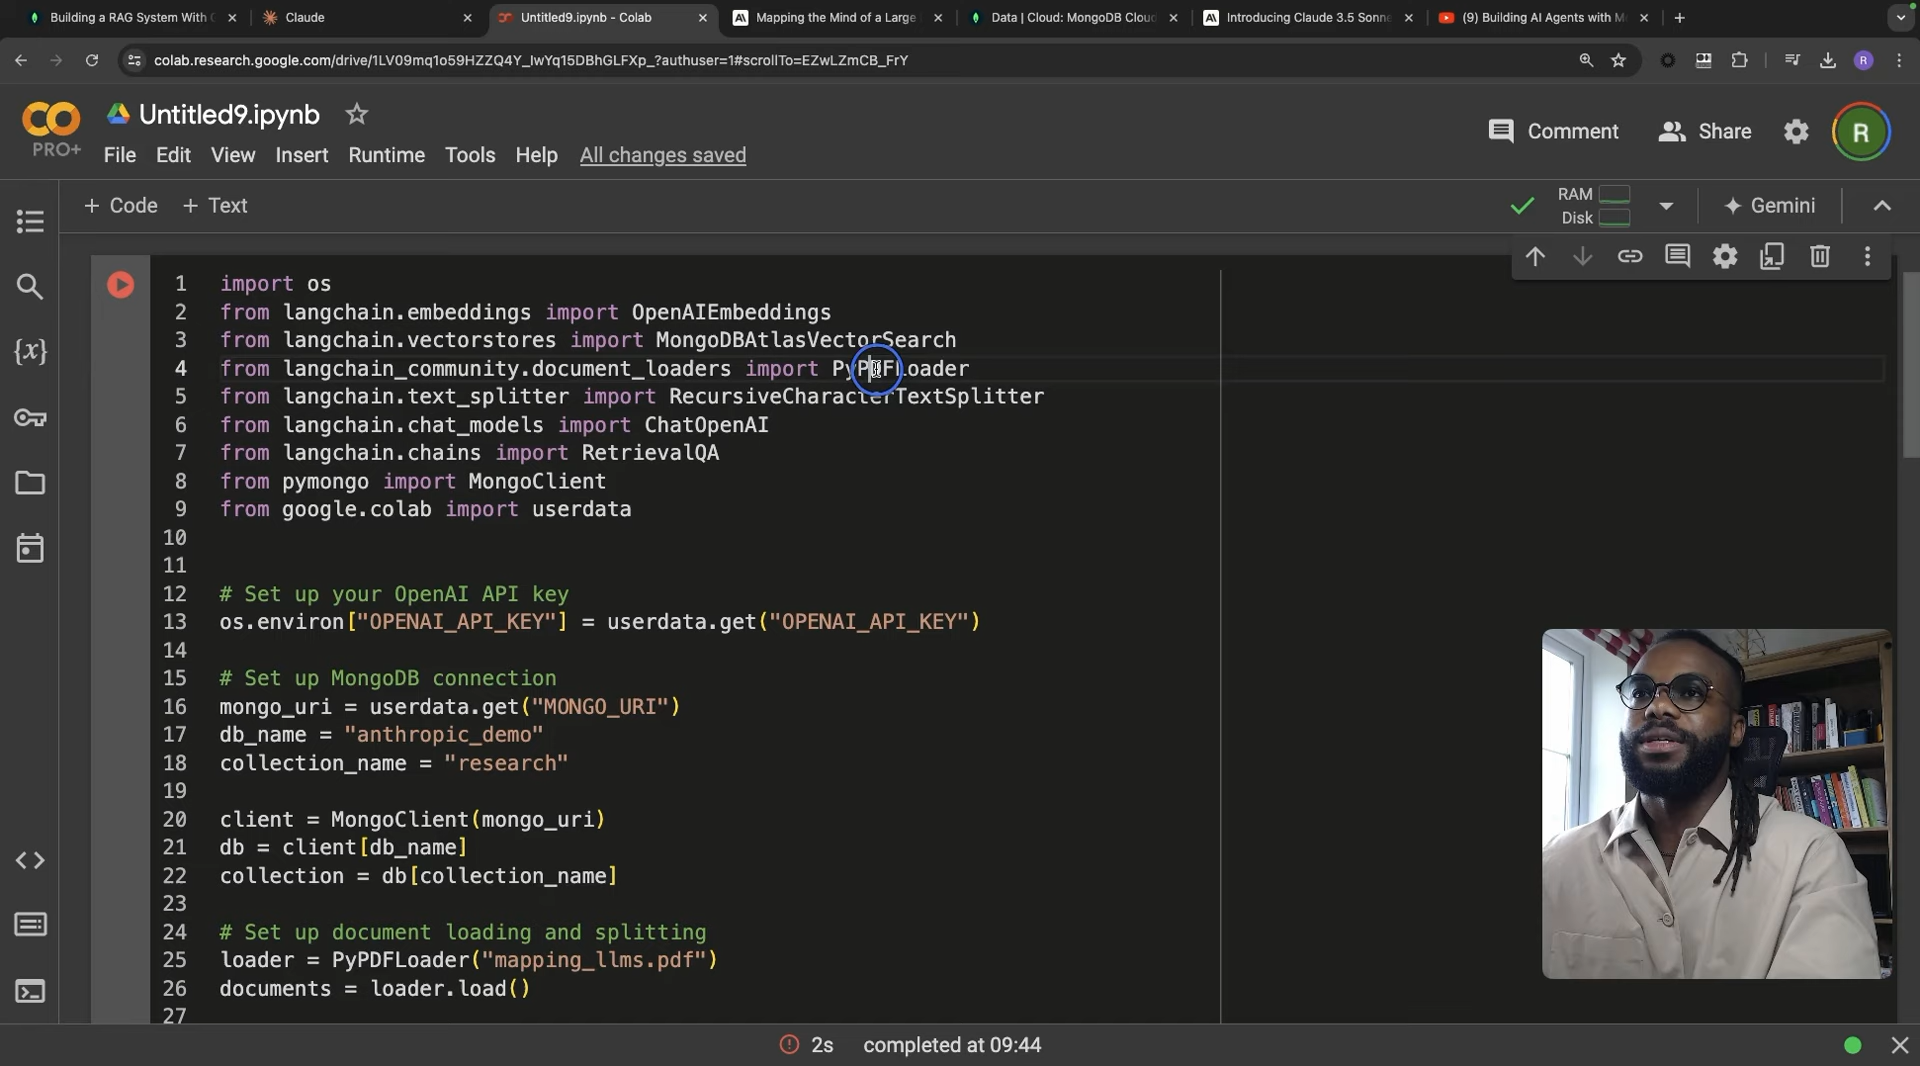 Building a RAG System With
Claude
Untitled9.ipynb - Colab
Mapping the Mind of a Large
Data | Cloud: MongoDB Cloud
Introducing Claude 3.5 Sonne
(9) Building AI Agents with M
colab.research.google.com/drive/1LV09mq1o59HZZQ4Y_IwYq15DBhGLFXp_?authuser=1#scrollTo=EZwLZmCB_FrY
R
CO
PRO+
Untitled9.ipynb
Comment
Share
R
File Edit View Insert Runtime Tools Help All changes saved
+ Code + Text
RAM
Disk
Gemini
1 import os
2 from langchain.embeddings import OpenAIEmbeddings
3 from langchain.vectorstores import MongoDBAtlasVectorSearch
4 from langchain_community.document_loaders import PyPDFLoader
5 from langchain.text_splitter import RecursiveCharacterTextSplitter
6 from langchain.chat_models import ChatOpenAI
7 from langchain.chains import RetrievalQA
8 from pymongo import MongoClient
9 from google.colab import userdata
10
11
12 # Set up your OpenAI API key
13 os.environ["OPENAI_API_KEY"] = userdata.get("OPENAI_API_KEY")
14
15 # Set up MongoDB connection
16 mongo_uri = userdata.get("MONGO_URI")
17 db_name = "anthropic_demo"
18 collection_name = "research"
19
20 client = MongoClient(mongo_uri)
21 db = client[db_name]
22 collection = db[collection_name]
23
24 # Set up document loading and splitting
25 loader = PyPDFLoader("mapping_llms.pdf")
26 documents = loader.load()
27
2s completed at 09:44